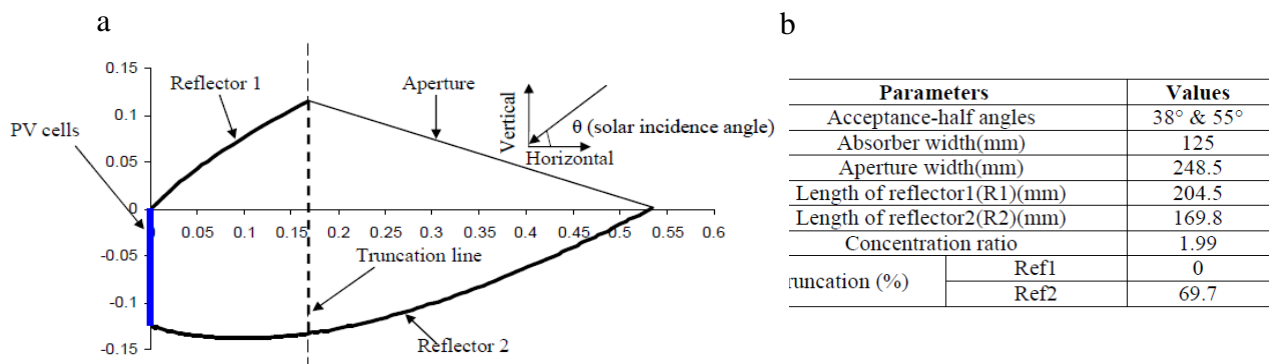 a
0.15
0.1
0.05
0
-0.05
-0.1
-0.15
0.05 0.1 0.15 0.2 0.25 0.3 0.35 0.4 0.45 0.5 0.55 0.6
Reflector 1
Aperture
PV cells
Vertical
θ (solar incidence angle)
Horizontal
Truncation line
Reflector 2
b
Parameters Values
Acceptance-half angles 38° & 55°
Absorber width(mm) 125
Aperture width(mm) 248.5
Length of reflector1(R1)(mm) 204.5
Length of reflector2(R2)(mm) 169.8
Concentration ratio 1.99
runcation (%) Ref1 0
Ref2 69.7